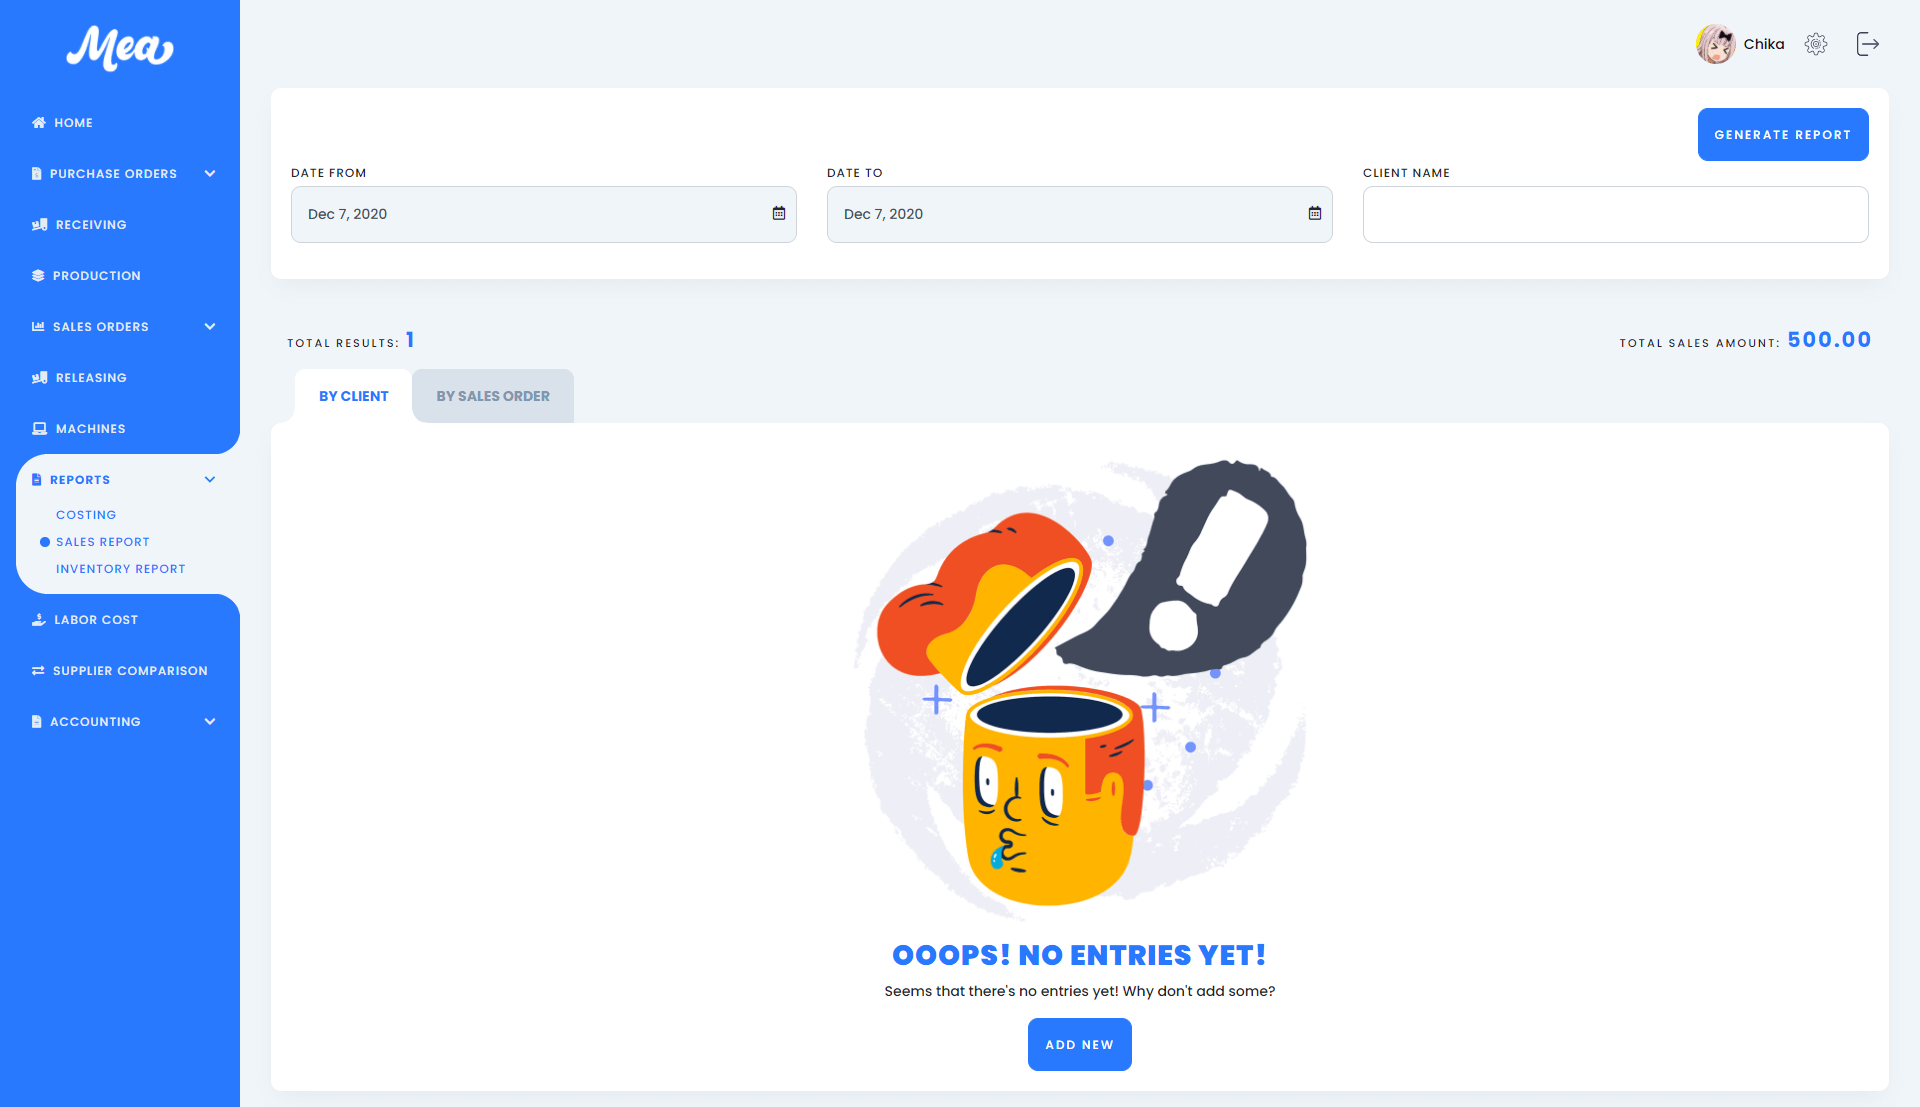 Mea
Chika
HOME
PURCHASE ORDERS
RECEIVING
PRODUCTION
SALES ORDERS
RELEASING
MACHINES
REPORTS
COSTING
SALES REPORT
INVENTORY REPORT
LABOR COST
SUPPLIER COMPARISON
ACCOUNTING
GENERATE REPORT
DATE FROM
Dec 7, 2020
DATE TO
Dec 7, 2020
CLIENT NAME
TOTAL RESULTS: 1
TOTAL SALES AMOUNT: 500.00
BY CLIENT
BY SALES ORDER
OOOPS! NO ENTRIES YET!
Seems that there's no entries yet! Why don't add some?
ADD NEW